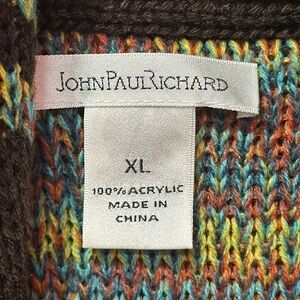 JOHNPAULRICHARD
XL
100% ACRYLIC
MADE IN
CHINA